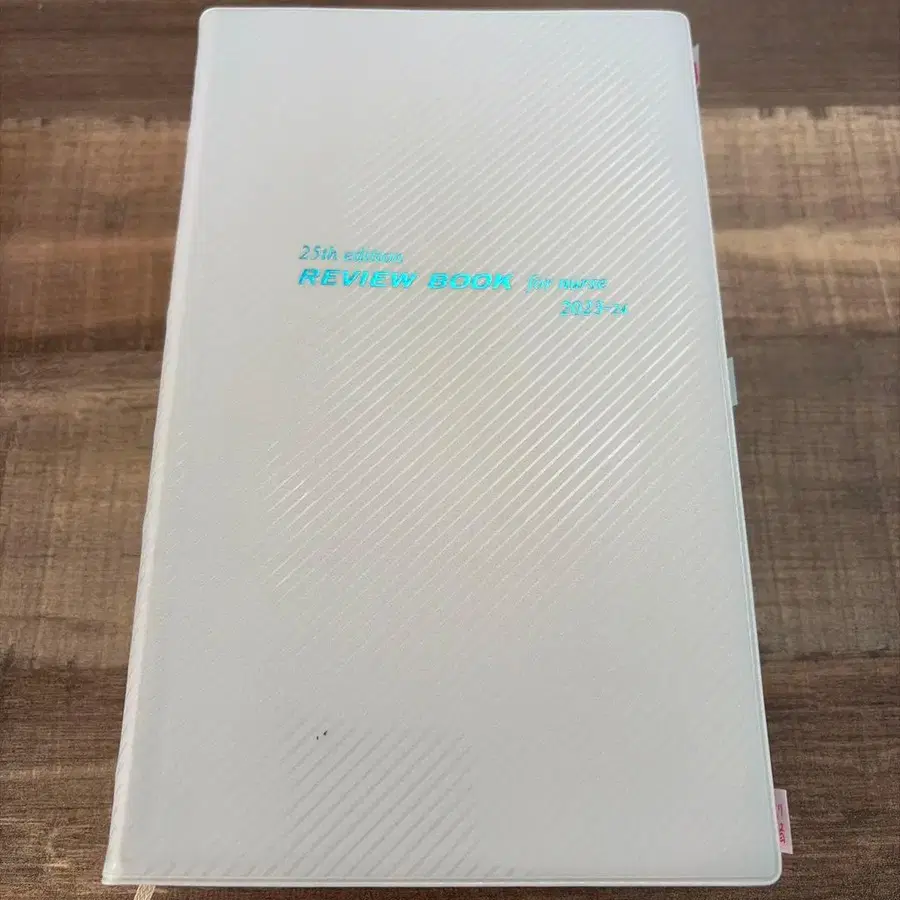 25th edition
REVIEW BOOK for nurse
2023-24